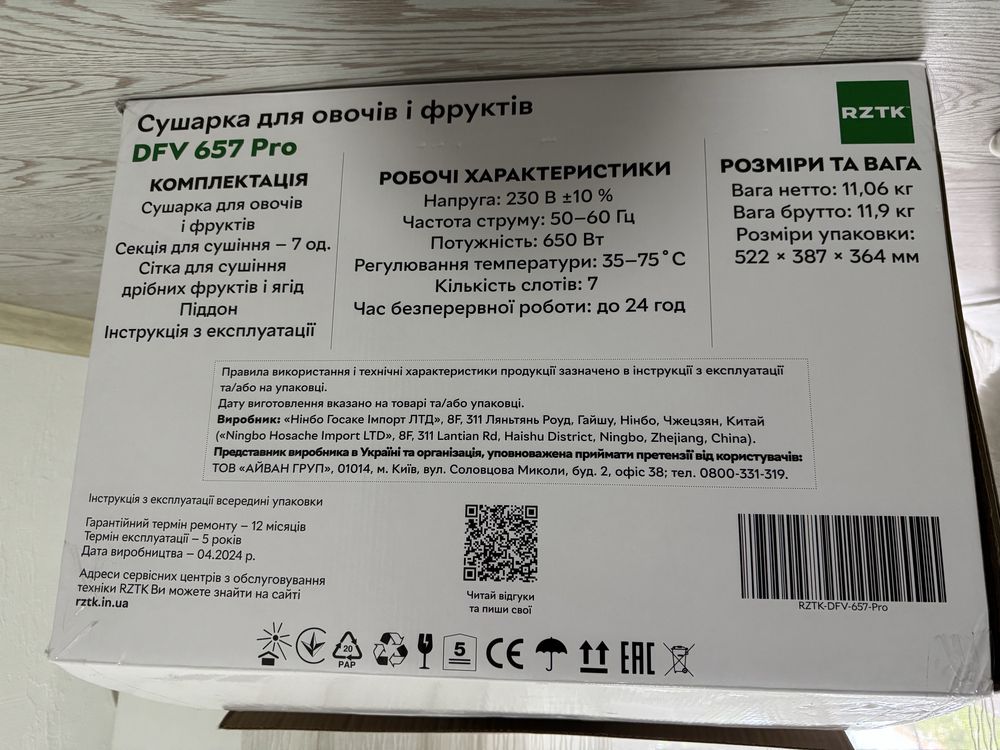 Сушарка для овочів і фруктів
DFV 657 Pro
RZTK
КОМПЛЕКТАЦІЯ
Сушарка для овочів
і фруктів
Секція для сушіння – 7 од.
Сітка для сушіння
дрібних фруктів і ягід
Піддон
Інструкція з експлуатації
РОБОЧІ ХАРАКТЕРИСТИКИ
Напруга: 230 В ±10 %
Частота струму: 50–60 Гц
Потужність: 650 Вт
Регулювання температури: 35–75˚С
Кількість слотів: 7
Час безперервної роботи: до 24 год
РОЗМІРИ ТА ВАГА
Вага нетто: 11,06 кг
Вага брутто: 11,9 кг
Розміри упаковки:
522 × 387 × 364 мм
Правила використання і технічні характеристики продукції зазначено в інструкції з експлуатації
та/або на упаковці.
Дату виготовлення вказано на товарі та/або упаковці.
Виробник: «Нінбо Госаке Імпорт ЛТД», 8F, 311 Ляньтянь Роуд, Гайшу, Нінбо, Чжецзян, Китай
(«Ningbo Hosache Import LTD», 8F, 311 Lantian Rd, Haishu District, Ningbo, Zhejiang, China).
Представник виробника в Україні та організація, уповноважена приймати претензії від користувачів:
ТОВ «АЙВАН ГРУП», 01014, м. Київ, вул. Соловцова Миколи, буд. 2, офіс 38; тел. 0800-331-319.
Інструкція з експлуатації всередині упаковки
Гарантійний термін ремонту – 12 місяців
Термін експлуатації – 5 років
Дата виробництва – 04.2024 р.
Адреси сервісних центрів з обслуговування
техніки RZTK Ви можете знайти на сайті
rztk.in.ua
Читай відгуки
та пиши свої
RZTK-DFV-657-Pro
20
PAP
5
CE
EAC